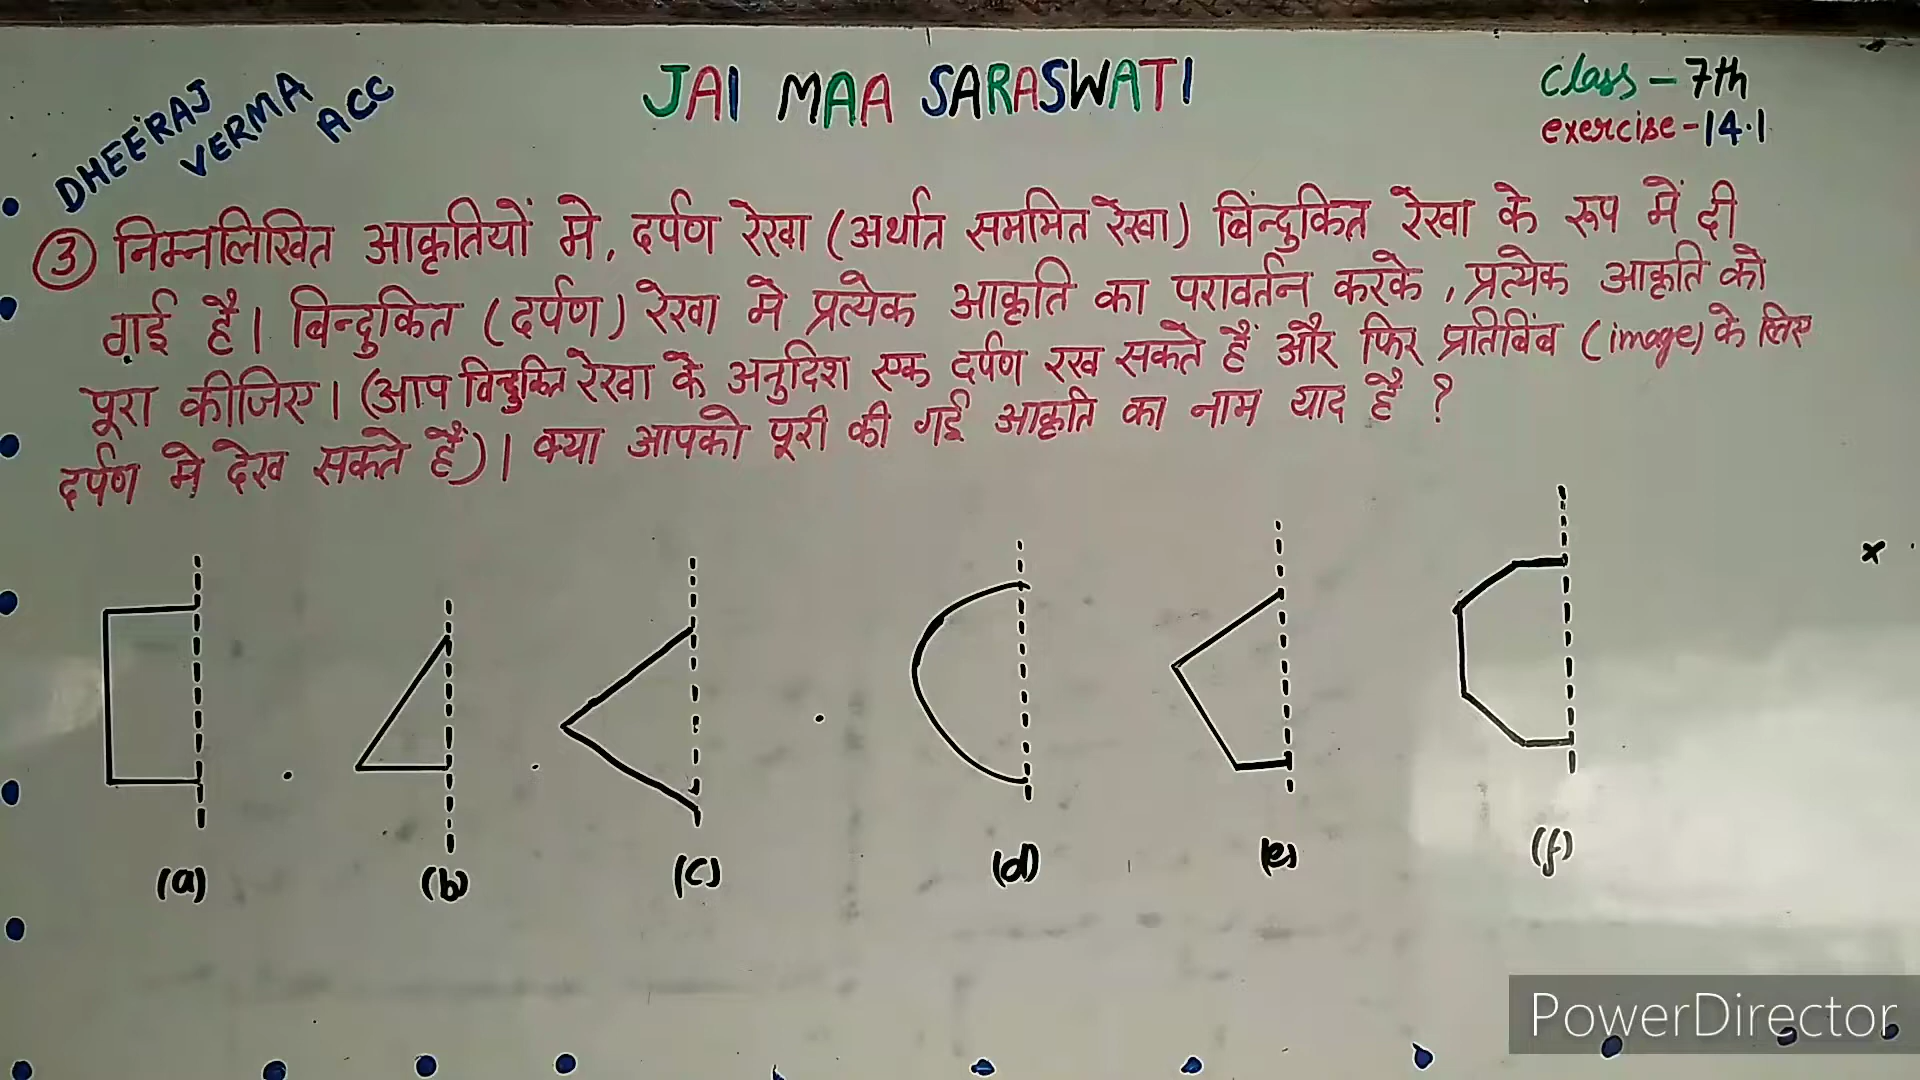 DHEERAJ
VERMA
ACC
JAI MAA SARASWATI
class - 7th
exercise - 14.1
③ निम्नलिखित आकृतियों मे, दर्पण रेखा (अर्थात सममित रेखा) बिंन्दुकित रेखा के रूप में दी
गई है। बिन्दुकित (दर्पण) रेखा मे प्रत्येक आकृति का परावर्तन करके, प्रत्येक आकृति को
पूरा कीजिए। (आप बिन्दुकित रेखा के अनुदिश एक दर्पण रख सकते हैं और फिर प्रतिबिंब (image) के लिए
दर्पण मे देख सकते हैं)। क्या आपको पूरी की गई आकृति का नाम याद है ?
(a) (b) (c) (d) (e) (f)
PowerDirector